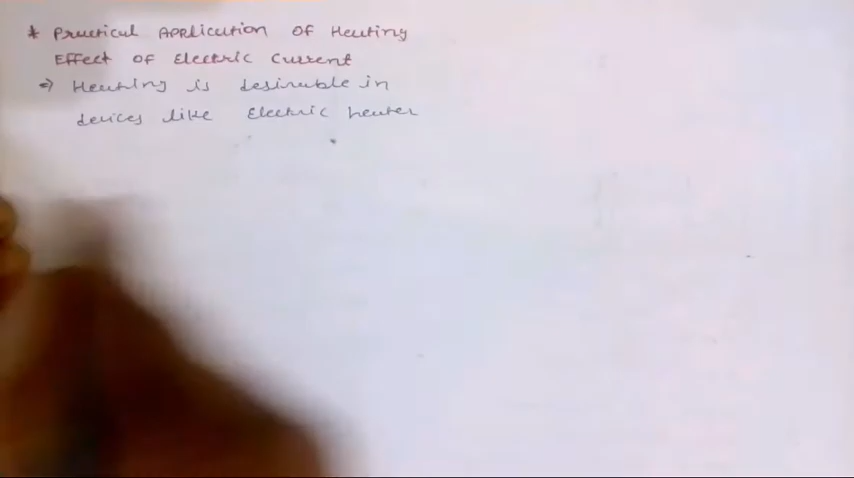 * Practical Application of Heating
Effect of Electric Current
⇒ Heating is desirable in
devices like Electric heater